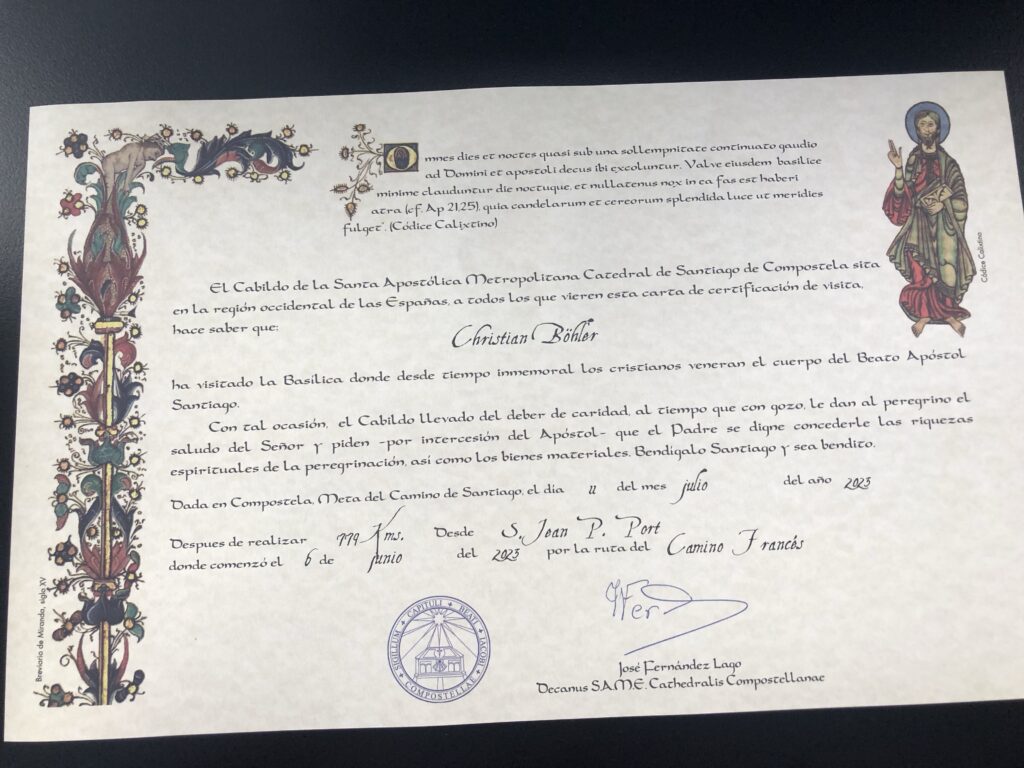 Omnes dies et noctes quasi sub una sollempnitate continuato gaudio
ad Domini et apostoli decus ibi excoluntur. Valve eiusdem basilice
minime clauduntur die noctuque, et nullatenus nox in ea fas est haberi
atra (cf. Ap 21,25), quia candelarum et cereorum splendida luce ut meridies
fulget". (Códice Calixtino)
Códice Calixtino
El Cabildo de la Santa Apostólica Metropolitana Catedral de Santiago de Compostela sita
en la región occidental de las Españas, a todos los que vieren esta carta de certificación de visita,
hace saber que:
Christian Böhler
ha visitado la Basílica donde desde tiempo inmemoral los cristianos veneran el cuerpo del Beato Apóstol
Santiago.
Con tal ocasión, el Cabildo llevado del deber de caridad, al tiempo que con gozo, le dan al peregrino el
saludo del Señor y piden -por intercesión del Apóstol- que el Padre se digne concederle las riquezas
espirituales de la peregrinación, así como los bienes materiales. Bendígalo Santiago y sea bendito.
Dada en Compostela, Meta del Camino de Santiago, el día 11 del mes julio del año 2023
Despues de realizar 779 Kms. Desde S. Jean P. Port
donde comenzó el 6 de junio del 2023 por la ruta del Camino Francés
Breviario de Miranda, siglo XV
SIGILLUM CAPITULI BEATI JACOBI COMPOSTELLAE
José Fernández Lago
Decanus S.A.M.E. Cathedralis Compostellanae